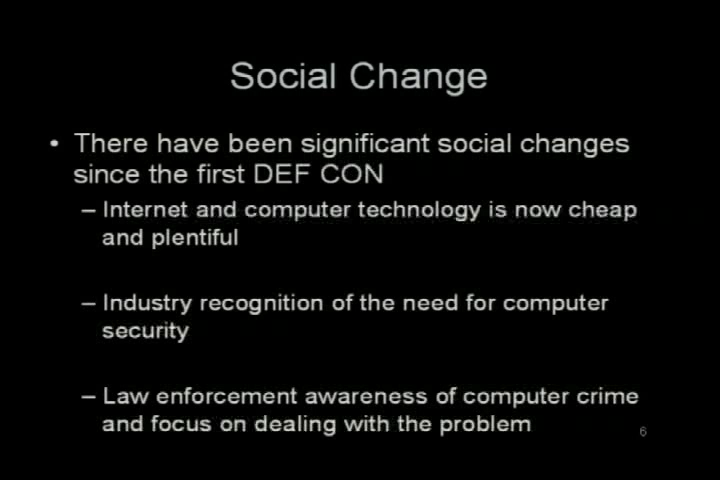 Social Change
• There have been significant social changes
since the first DEF CON
– Internet and computer technology is now cheap
and plentiful
– Industry recognition of the need for computer
security
– Law enforcement awareness of computer crime
and focus on dealing with the problem
6